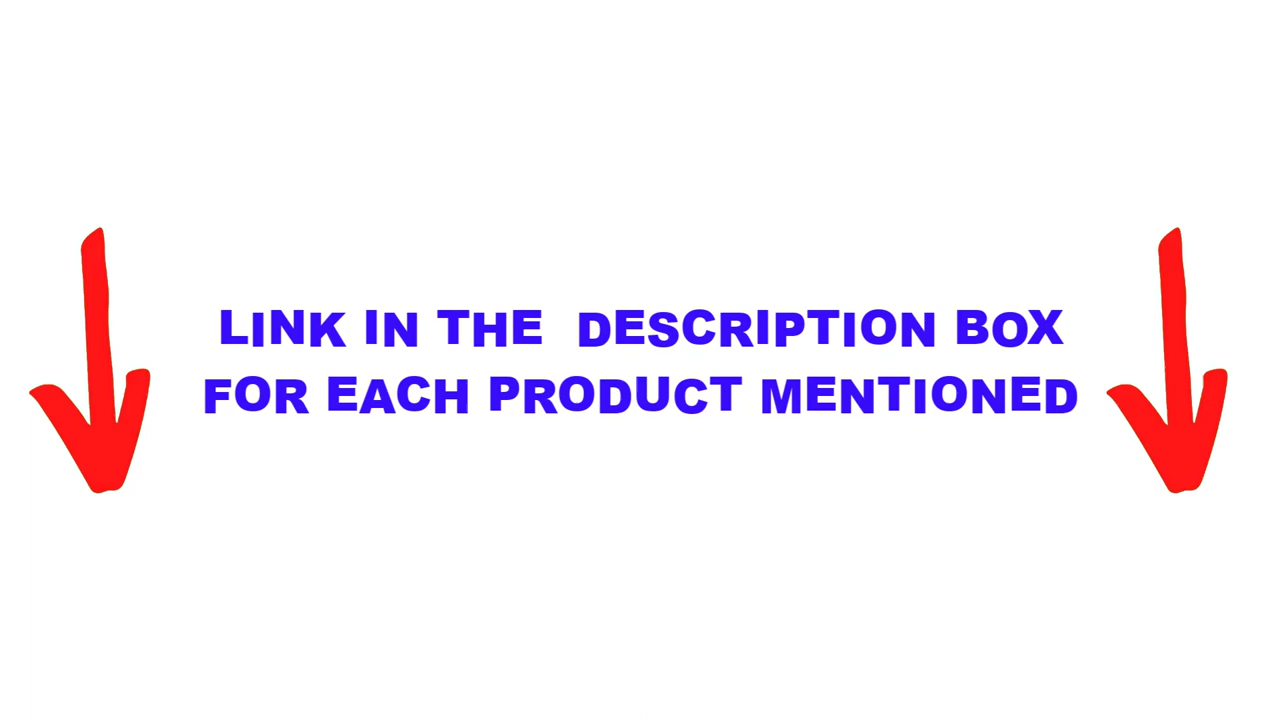 LINK IN THE  DESCRIPTION BOX
FOR EACH PRODUCT MENTIONED